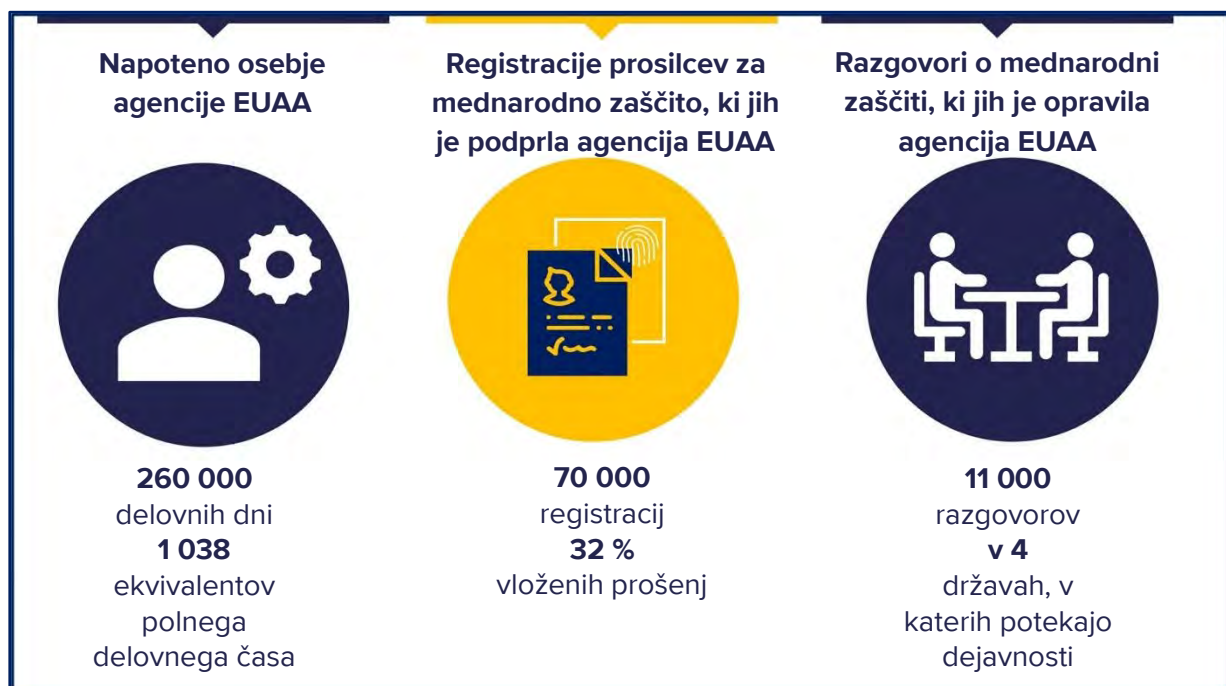 Napoteno osebje
agencije EUAA
260 000
delovnih dni
1 038
ekvivalentov
polnega
delovnega časa
Registracije prosilcev za
mednarodno zaščito, ki jih
je podprla agencija EUAA
70 000
registracij
32 %
vloženih prošenj
Razgovori o mednarodni
zaščiti, ki jih je opravila
agencija EUAA
11 000
razgovorov
v 4
državah, v
katerih potekajo
dejavnosti